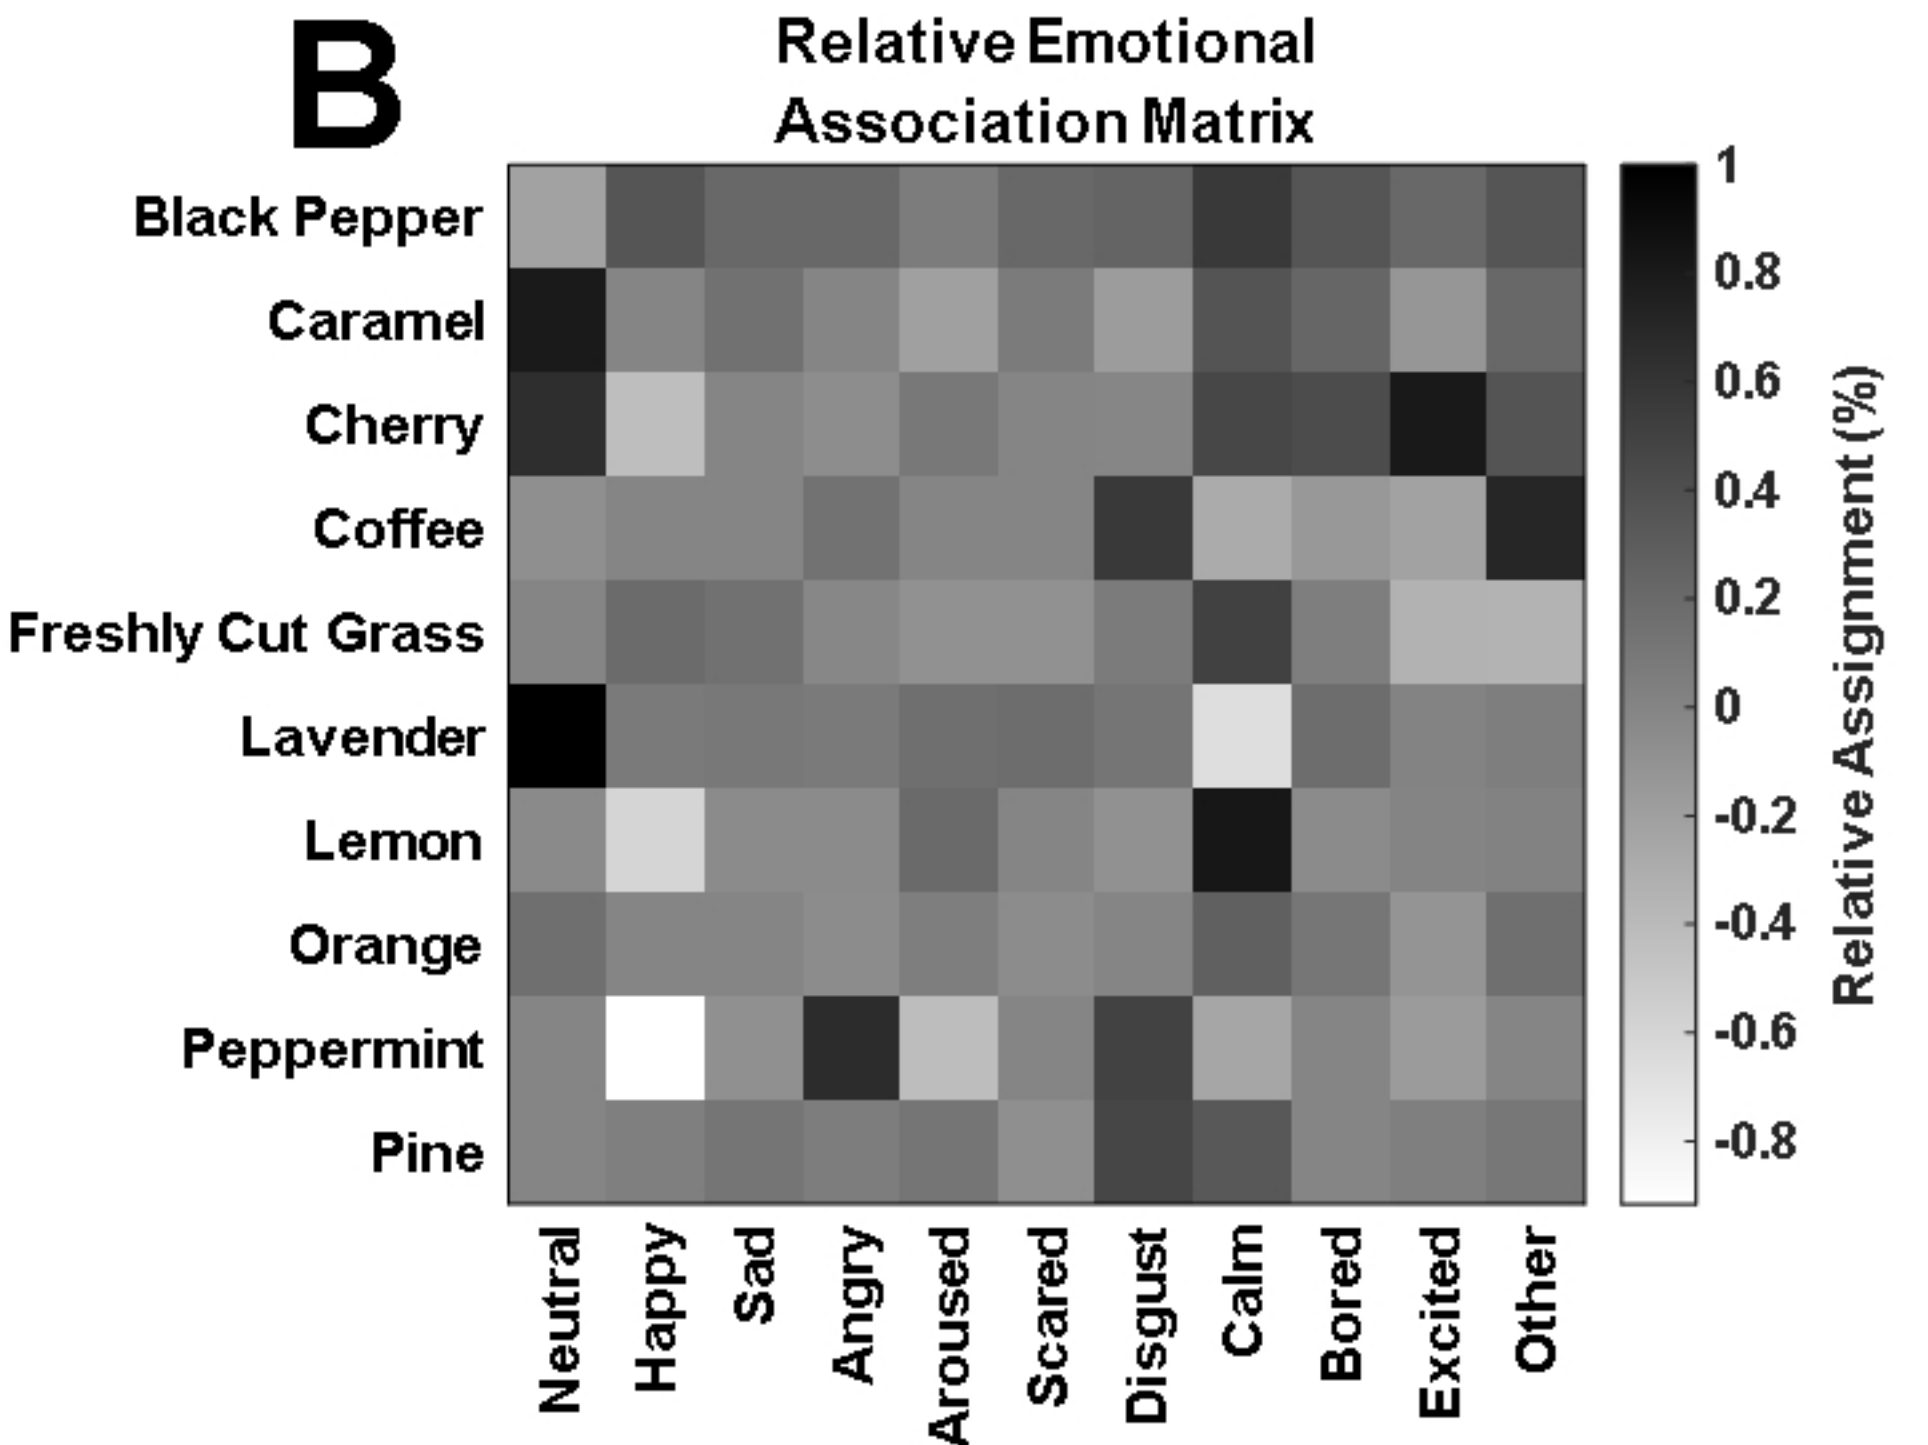 B
Relative Emotional
Association Matrix
Black Pepper
Caramel
Cherry
Coffee
Freshly Cut Grass
Lavender
Lemon
Orange
Peppermint
Pine
Neutral
Happy
Sad
Angry
Aroused
Scared
Disgust
Calm
Bored
Excited
Other
1
0.8
0.6
0.4
0.2
0
-0.2
-0.4
-0.6
-0.8
Relative Assignment (%)